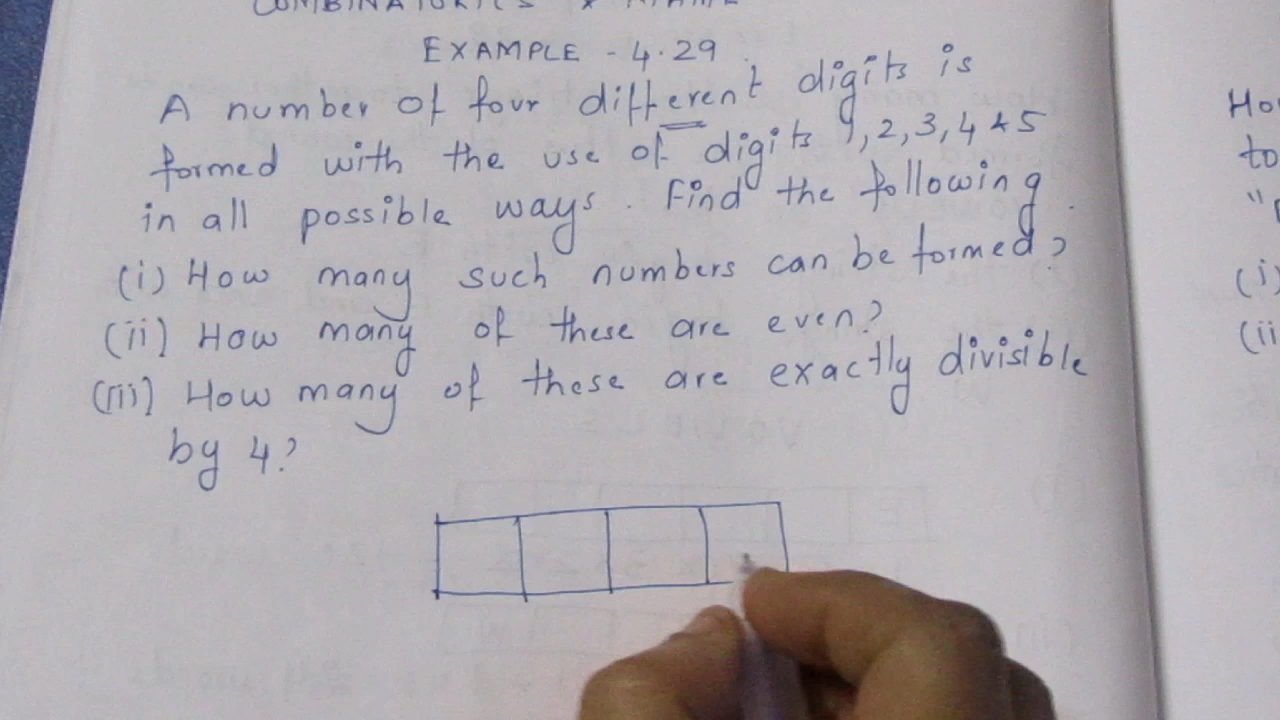 EXAMPLE - 4.29
A number of four different digits is
formed with the use of digits 1,2,3,4 & 5
in all possible ways. Find the following.
(i) How many such numbers can be formed?
(ii) How many of these are even?
(iii) How many of these are exactly divisible
by 4?
(i)
(ii